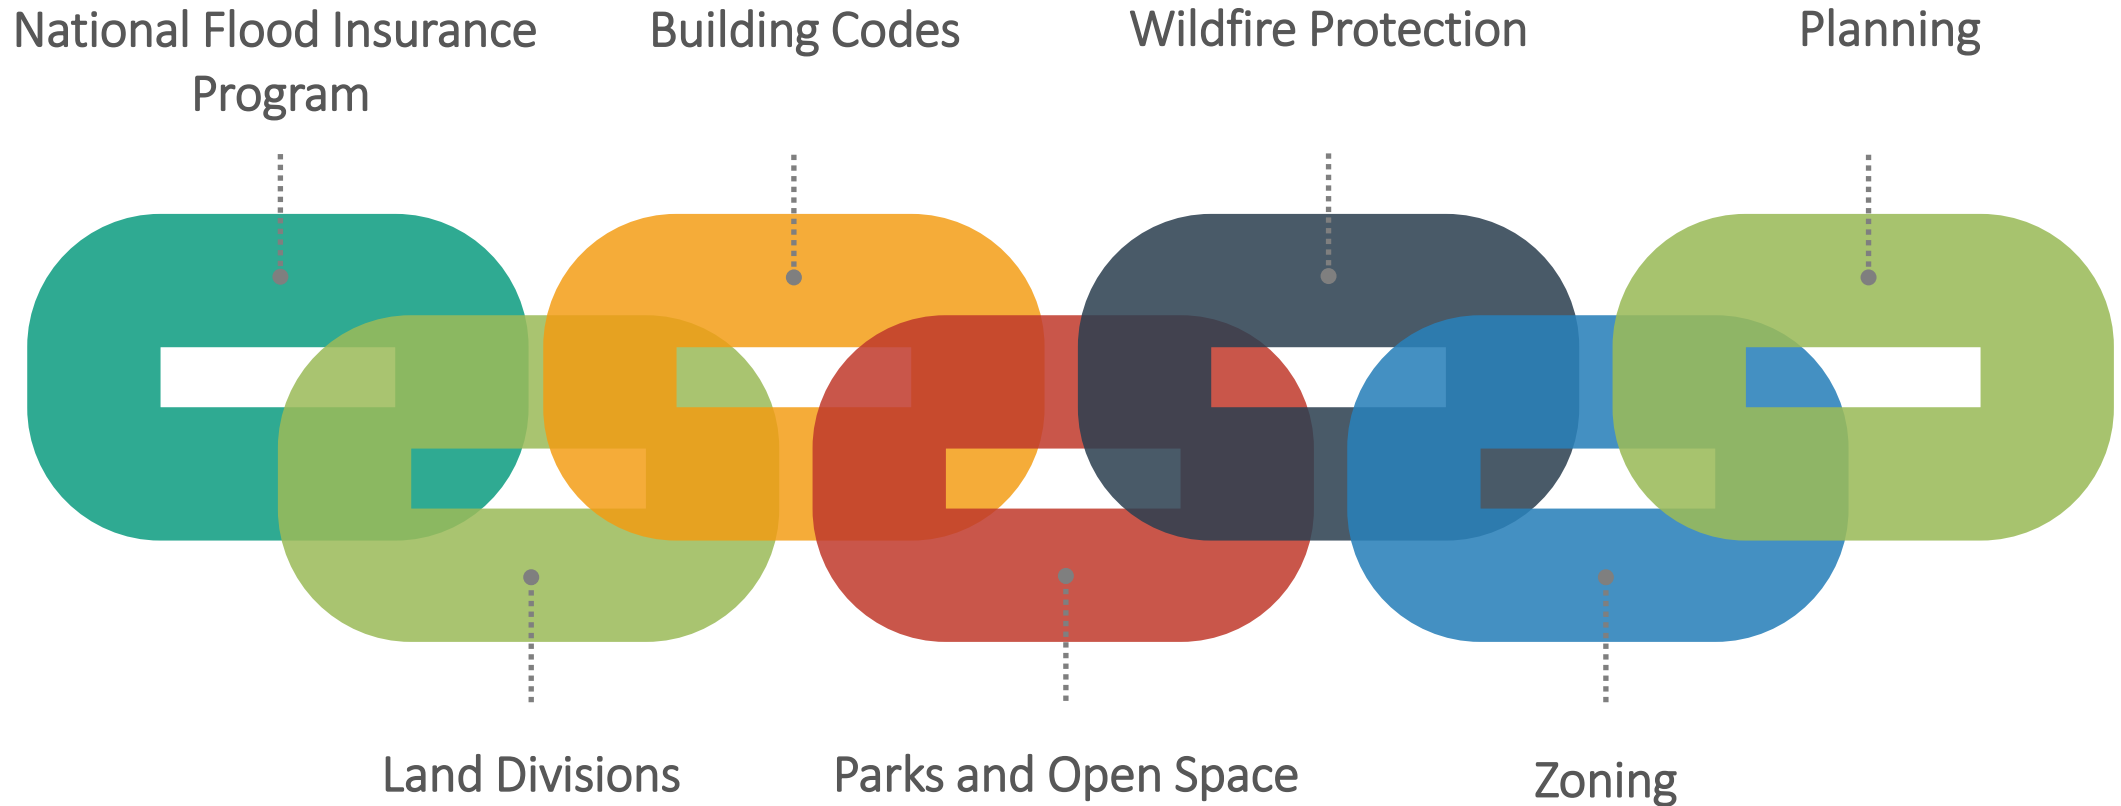 National Flood Insurance
Program
Building Codes
Wildfire Protection
Planning
Land Divisions
Parks and Open Space
Zoning